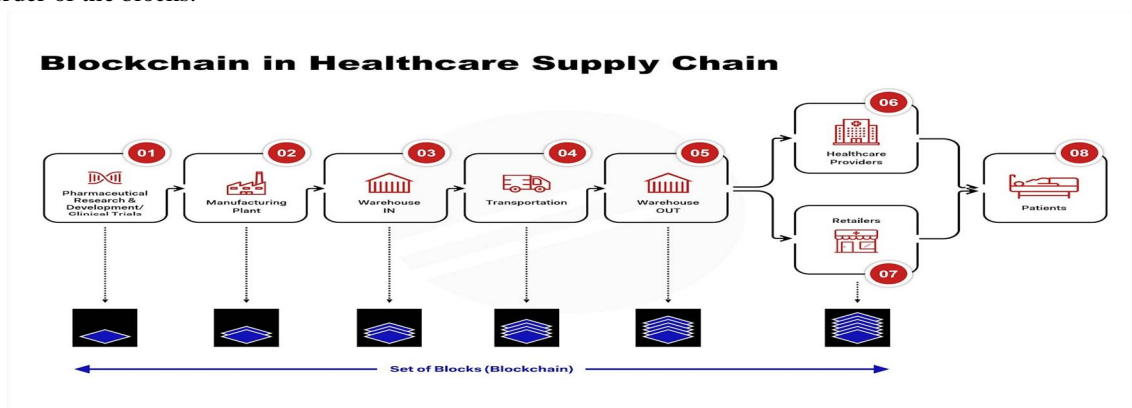 order of the blocks.
Blockchain in Healthcare Supply Chain
01
Pharmaceutical
Research &
Development/
Clinical Trials
02
Manufacturing
Plant
03
Warehouse
IN
04
Transportation
05
Warehouse
OUT
06
Healthcare
Providers
Retailers
07
08
Patients
Set of Blocks (Blockchain)